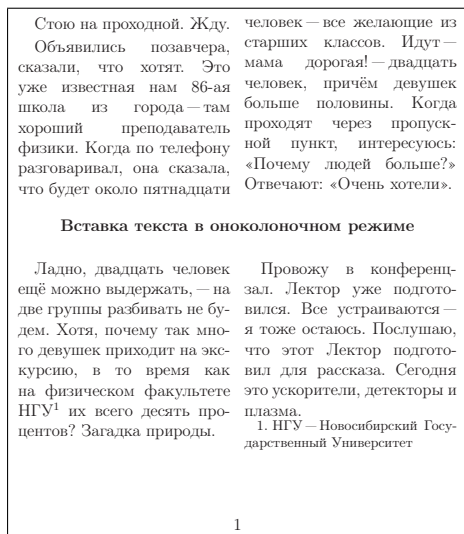 Стою на проходной. Жду.
Объявились позавчера,
сказали, что хотят. Это
уже известная нам 86-ая
школа из города — там
хороший преподаватель
физики. Когда по телефону
разговаривал, она сказала,
что будет около пятнадцати
человек — все желающие из
старших классов. Идут —
мама дорогая! — двадцать
человек, причём девушек
больше половины. Когда
проходят через пропуск-
ной пункт, интересуюсь:
«Почему людей больше?»
Отвечают: «Очень хотели».
Вставка текста в оноколоночном режиме
Ладно, двадцать человек
ещё можно выдержать, — на
две группы разбивать не бу-
дем. Хотя, почему так мно-
го девушек приходит на экс-
курсию, в то время как
на физическом факультете
НГУ¹ их всего десять про-
центов? Загадка природы.
Провожу в конференц-
зал. Лектор уже подгото-
вился. Все устраиваются —
я тоже остаюсь. Послушаю,
что этот Лектор подгото-
вил для рассказа. Сегодня
это ускорители, детекторы и
плазма.
1. НГУ — Новосибирский Госу-
дарственный Университет
1